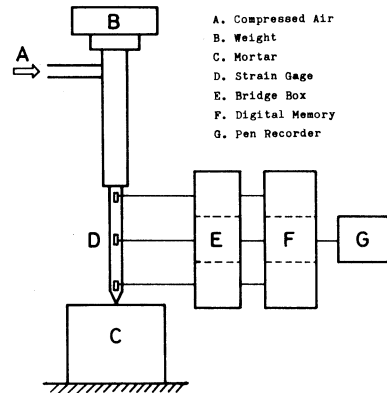 B
A
A. Compressed Air
B. Weight
C. Mortar
D. Strain Gage
E. Bridge Box
F. Digital Memory
G. Pen Recorder
D
E
F
G
C